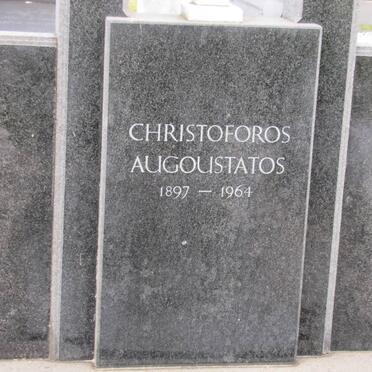 CHRISTOFOROS
AUGOUSTATOS
1897 — 1964